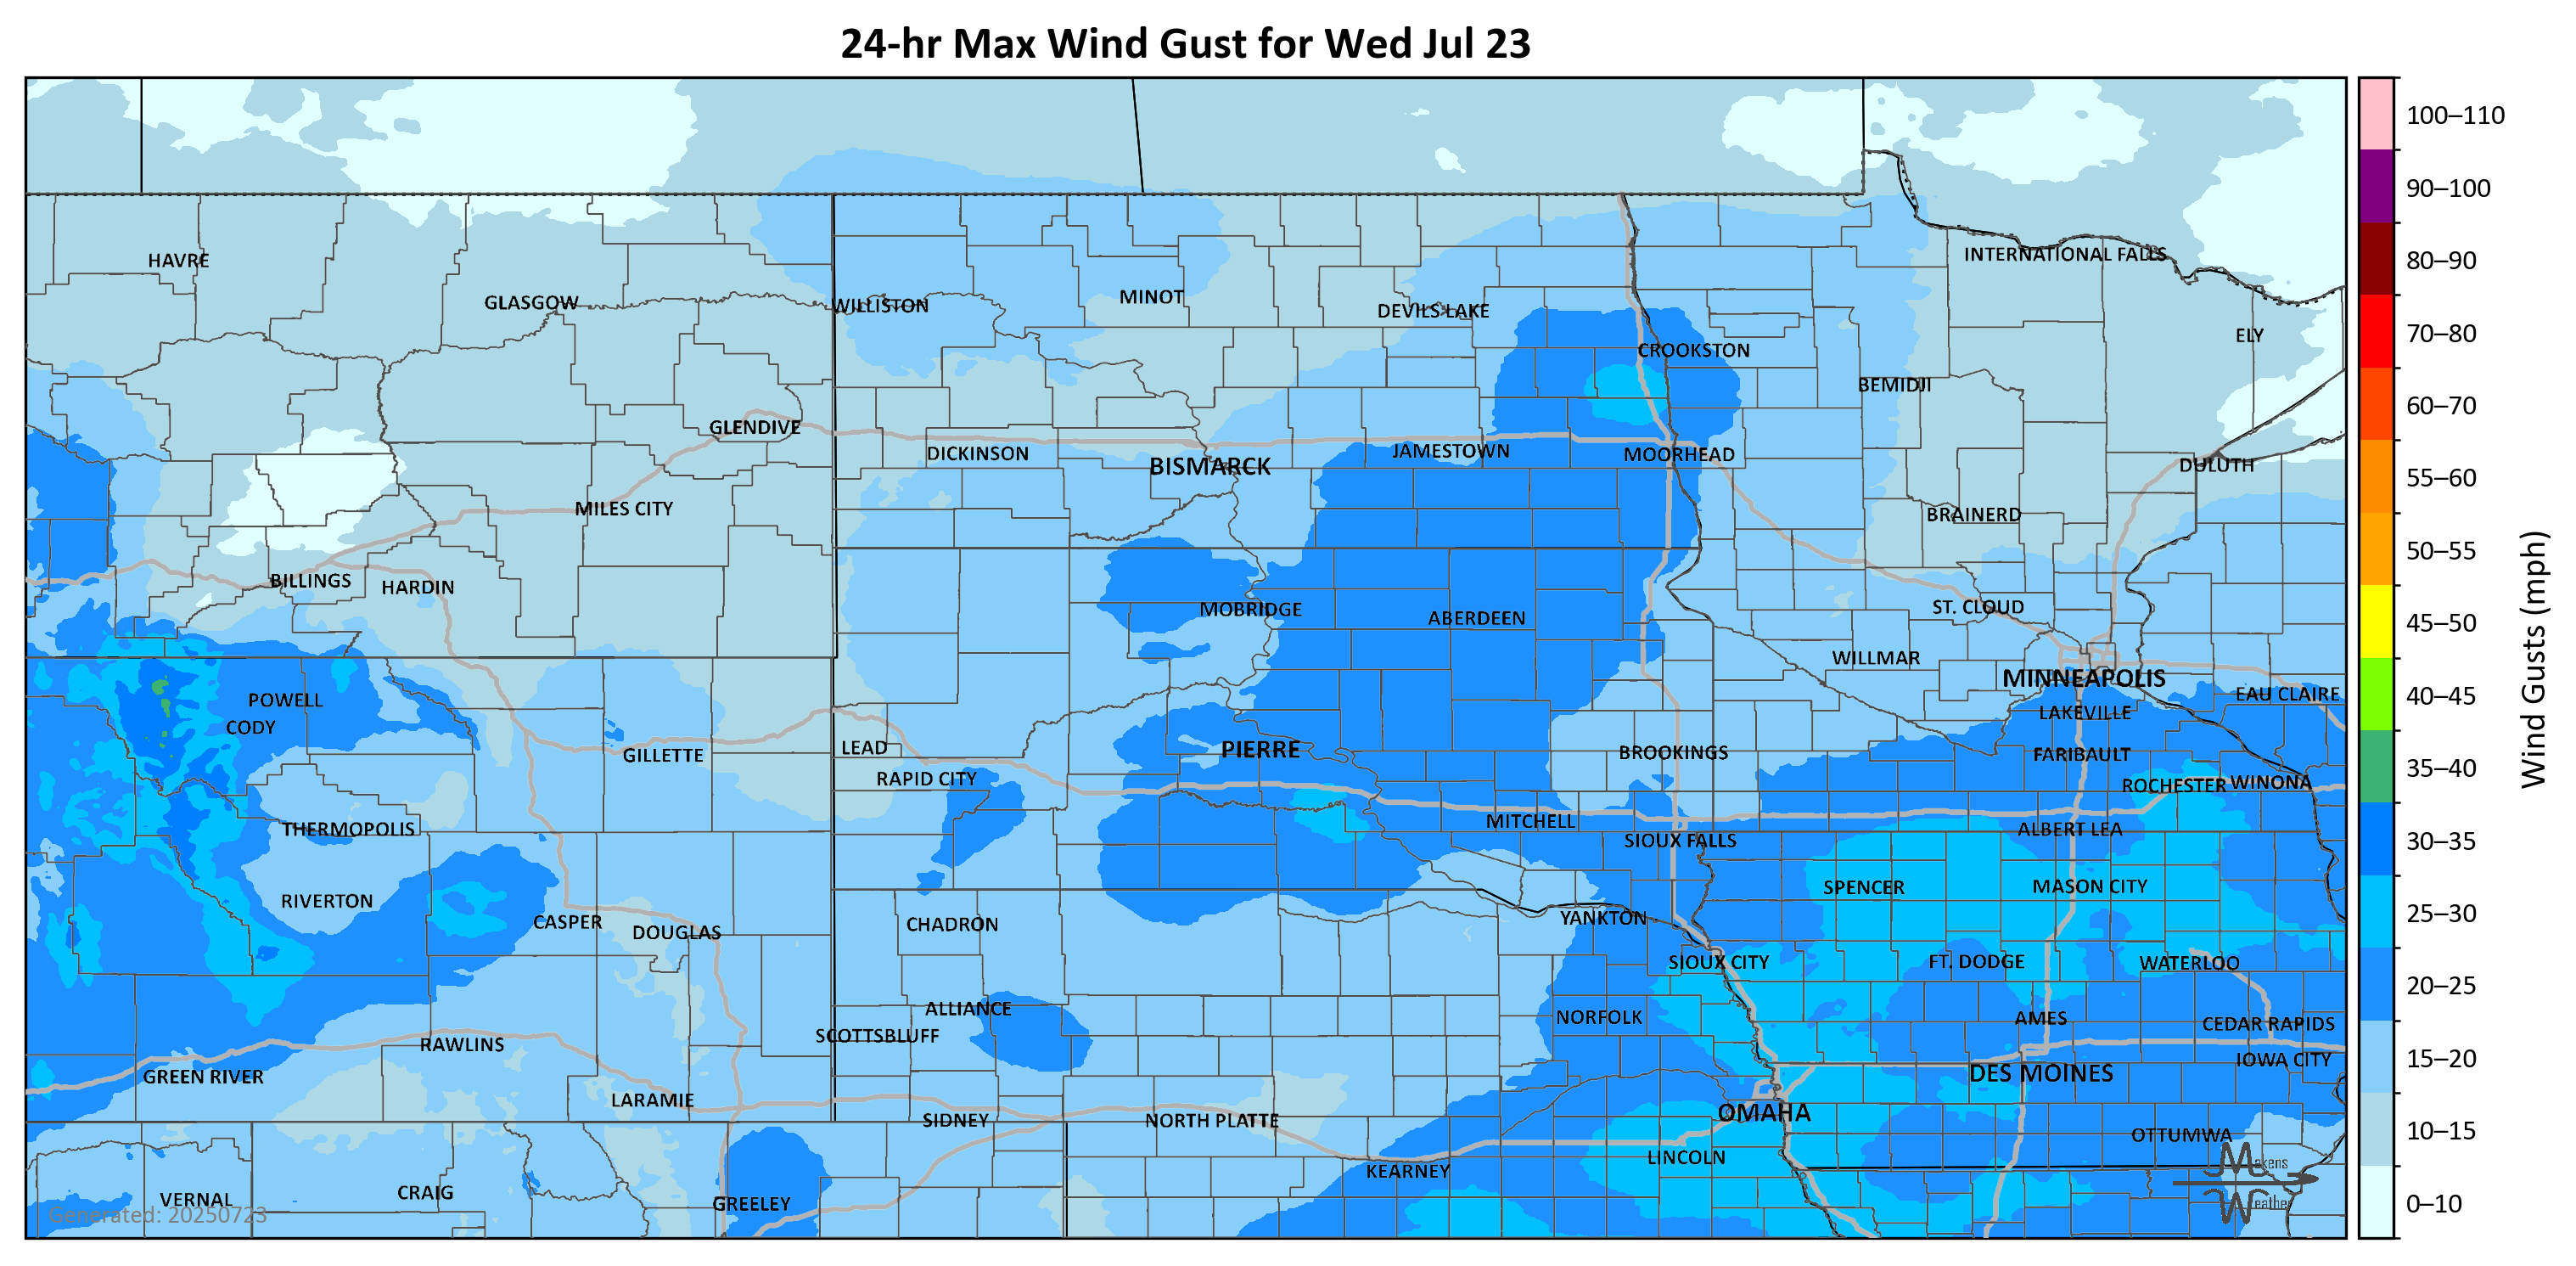 24-hr Max Wind Gust for Wed Jul 23
100–110
90–100
80–90
70–80
60–70
55–60
50–55
45–50
40–45
35–40
30–35
25–30
20–25
15–20
10–15
0–10
Wind Gusts (mph)
HAVRE
INTERNATIONAL FALLS
GLASGOW
WILLISTON
MINOT
DEVILS LAKE
ELY
CROOKSTON
BEMIDJI
GLENDIVE
DICKINSON
BISMARCK
JAMESTOWN
MOORHEAD
DULUTH
MILES CITY
BRAINERD
BILLINGS
HARDIN
MOBRIDGE
ABERDEEN
ST. CLOUD
WILLMAR
MINNEAPOLIS
POWELL
EAU CLAIRE
CODY
LAKEVILLE
GILLETTE
LEAD
PIERRE
BROOKINGS
FARIBAULT
RAPID CITY
ROCHESTER
WINONA
THERMOPOLIS
MITCHELL
ALBERT LEA
SIOUX FALLS
RIVERTON
SPENCER
MASON CITY
CASPER
DOUGLAS
CHADRON
YANKTON
SIOUX CITY
FT. DODGE
WATERLOO
ALLIANCE
NORFOLK
AMES
CEDAR RAPIDS
SCOTTSBLUFF
RAWLINS
IOWA CITY
GREEN RIVER
DES MOINES
LARAMIE
SIDNEY
NORTH PLATTE
OMAHA
OTTUMWA
LINCOLN
KEARNEY
VERNAL
CRAIG
GREELEY
Generated: 20250723
Makens
Weather